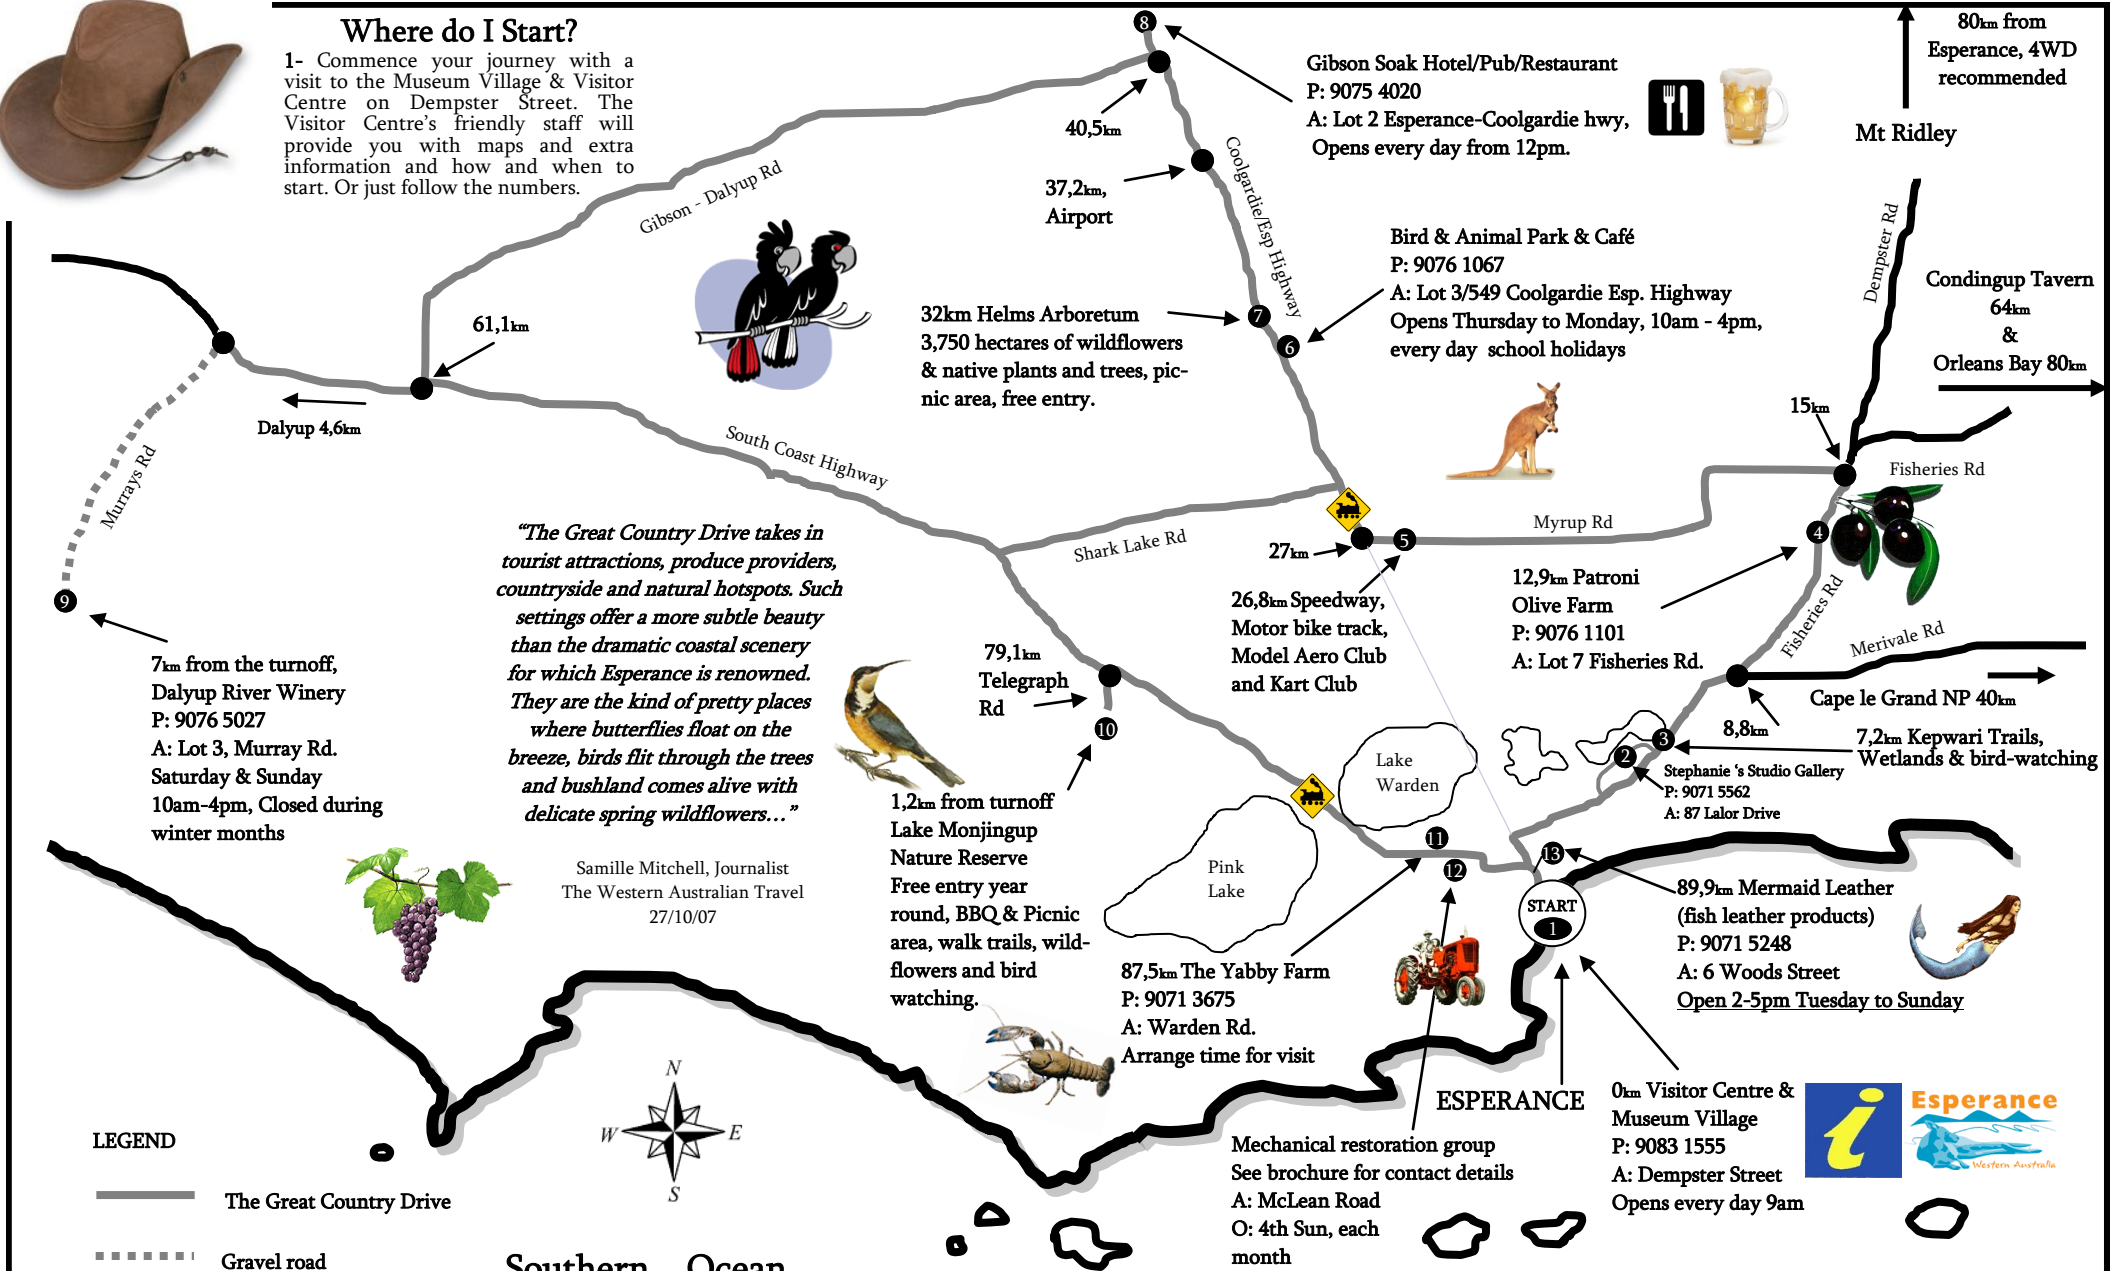 Where do I Start?
1- Commence your journey with a
visit to the Museum Village & Visitor
Centre on Dempster Street. The
Visitor Centre's friendly staff will
provide you with maps and extra
information and how and when to
start. Or just follow the numbers.
8
40,5km
Gibson Soak Hotel/Pub/Restaurant
P: 9075 4020
A: Lot 2 Esperance-Coolgardie hwy,
Opens every day from 12pm.
80km from
Esperance, 4WD
recommended
Mt Ridley
37,2km,
Airport
Gibson - Dalyup Rd
Coolgardie/Esp Highway
Dempster Rd
Bird & Animal Park & Café
P: 9076 1067
A: Lot 3/549 Coolgardie Esp. Highway
Opens Thursday to Monday, 10am - 4pm,
every day school holidays
Condingup Tavern
64km
&
Orleans Bay 80km
32km Helms Arboretum
3,750 hectares of wildflowers
& native plants and trees, pic-
nic area, free entry.
7
6
61,1km
Dalyup 4,6km
Murrays Rd
South Coast Highway
15km
Fisheries Rd
Myrup Rd
Shark Lake Rd
27km
5
4
26,8km Speedway,
Motor bike track,
Model Aero Club
and Kart Club
12,9km Patroni
Olive Farm
P: 9076 1101
A: Lot 7 Fisheries Rd.
Fisheries Rd
Merivale Rd
Cape le Grand NP 40km
8,8km
9
7km from the turnoff,
Dalyup River Winery
P: 9076 5027
A: Lot 3, Murray Rd.
Saturday & Sunday
10am-4pm, Closed during
winter months
“The Great Country Drive takes in
tourist attractions, produce providers,
countryside and natural hotspots. Such
settings offer a more subtle beauty
than the dramatic coastal scenery
for which Esperance is renowned.
They are the kind of pretty places
where butterflies float on the
breeze, birds flit through the trees
and bushland comes alive with
delicate spring wildflowers…”
Samille Mitchell, Journalist
The Western Australian Travel
27/10/07
79,1km
Telegraph
Rd
10
1,2km from turnoff
Lake Monjingup
Nature Reserve
Free entry year
round, BBQ & Picnic
area, walk trails, wild-
flowers and bird
watching.
Lake
Warden
Pink
Lake
3
2
7,2km Kepwari Trails,
Wetlands & bird-watching
Stephanie 's Studio Gallery
P: 9071 5562
A: 87 Lalor Drive
11
12
13
START
1
89,9km Mermaid Leather
(fish leather products)
P: 9071 5248
A: 6 Woods Street
Open 2-5pm Tuesday to Sunday
87,5km The Yabby Farm
P: 9071 3675
A: Warden Rd.
Arrange time for visit
ESPERANCE
0km Visitor Centre &
Museum Village
P: 9083 1555
A: Dempster Street
Opens every day 9am
i
Esperance
Western Australia
Mechanical restoration group
See brochure for contact details
A: McLean Road
O: 4th Sun, each
month
N
W
E
S
LEGEND
The Great Country Drive
Gravel road
Southern Ocean